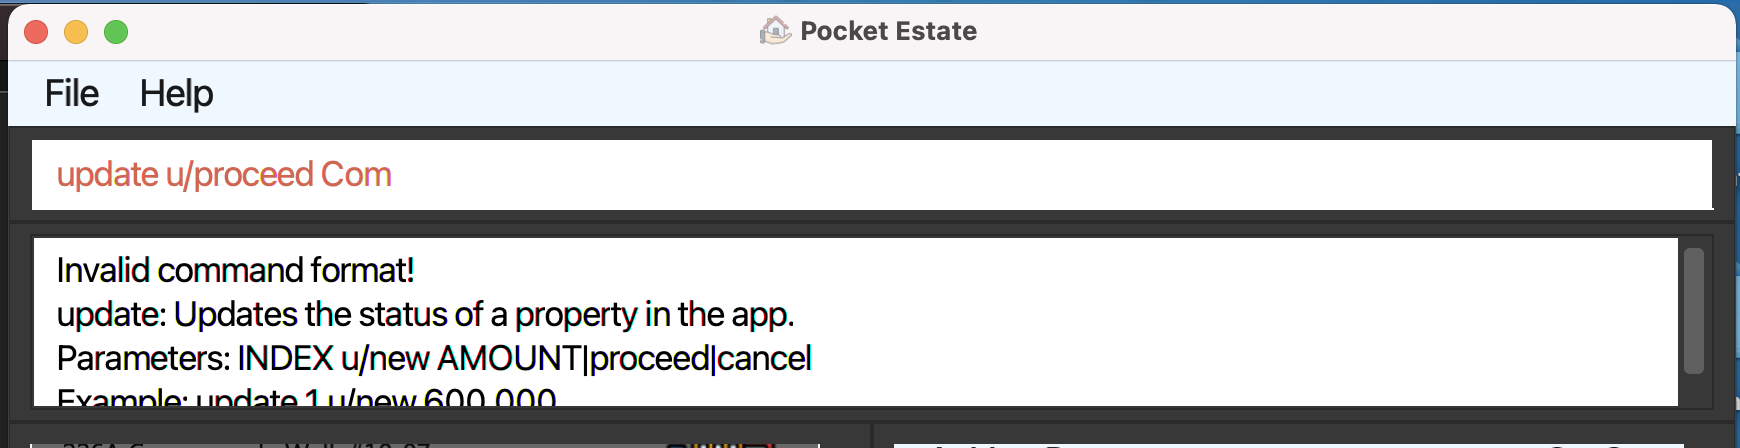 Pocket Estate
File Help
update u/proceed Com
Invalid command format!
update: Updates the status of a property in the app.
Parameters: INDEX u/new AMOUNT|proceed|cancel
Example: update 1 u/new 600,000